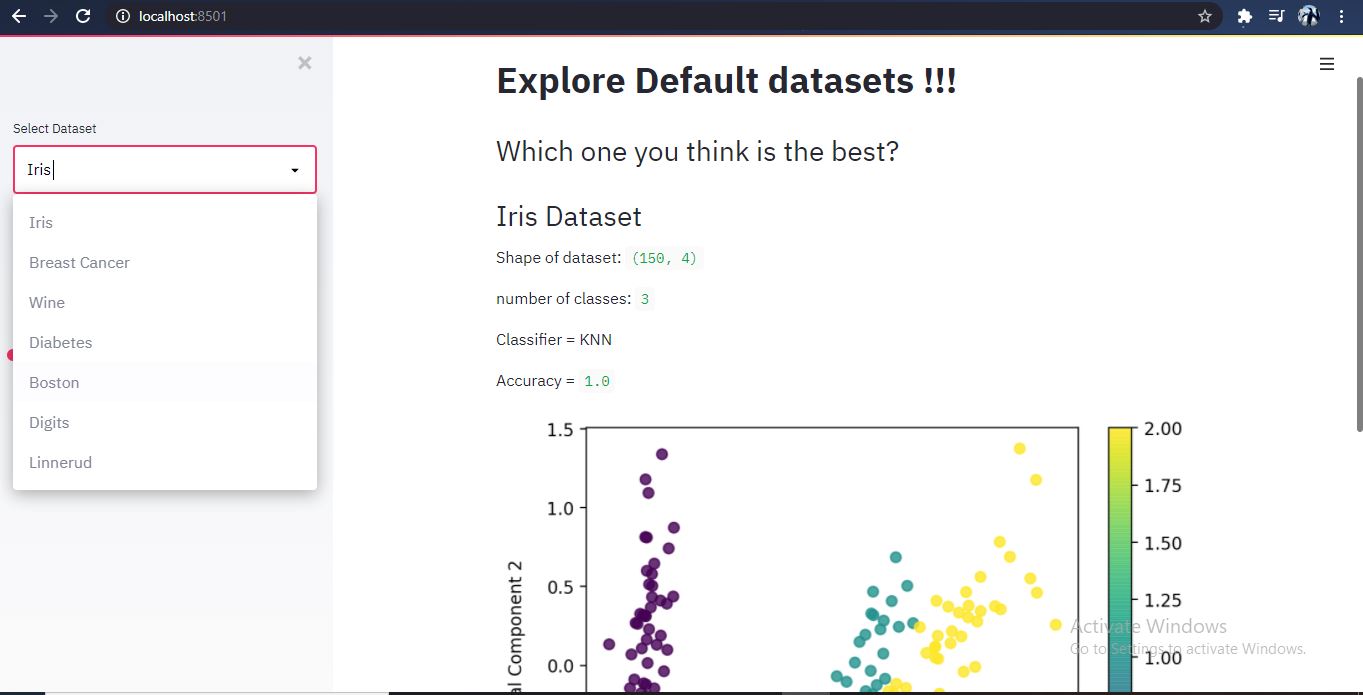 localhost:8501
Select Dataset
Iris
Iris
Breast Cancer
Wine
Diabetes
Boston
Digits
Linnerud
Explore Default datasets !!!
Which one you think is the best?
Iris Dataset
Shape of dataset: (150, 4)
number of classes: 3
Classifier = KNN
Accuracy = 1.0
1.5
1.0
0.5
0.0
al Component 2
2.00
1.75
1.50
1.25
1.00
Activate Windows
Go to Settings to activate Windows.